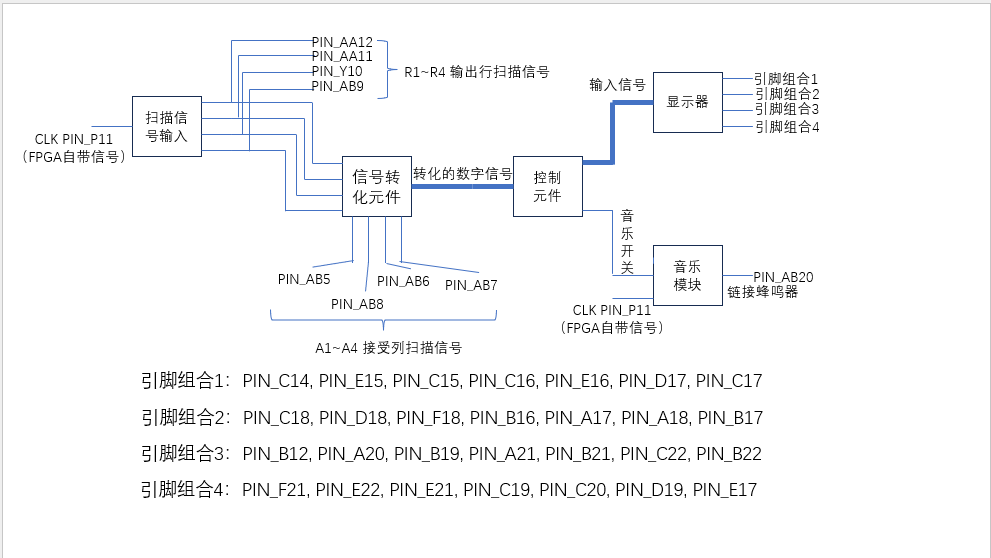 PIN_AA12
PIN_AA11
PIN_Y10
PIN_AB9
R1~R4 输出行扫描信号
扫描信
号输入
CLK PIN_P11
（FPGA自带信号）
信号转
化元件
转化的数字信号
控制
元件
输入信号
显示器
引脚组合1
引脚组合2
引脚组合3
引脚组合4
音
乐
开
关
音乐
模块
PIN_AB20
链接蜂鸣器
CLK PIN_P11
（FPGA自带信号）
PIN_AB5
PIN_AB8
PIN_AB6
PIN_AB7
A1~A4 接受列扫描信号
引脚组合1：PIN_C14, PIN_E15, PIN_C15, PIN_C16, PIN_E16, PIN_D17, PIN_C17
引脚组合2：PIN_C18, PIN_D18, PIN_F18, PIN_B16, PIN_A17, PIN_A18, PIN_B17
引脚组合3：PIN_B12, PIN_A20, PIN_B19, PIN_A21, PIN_B21, PIN_C22, PIN_B22
引脚组合4：PIN_F21, PIN_E22, PIN_E21, PIN_C19, PIN_C20, PIN_D19, PIN_E17